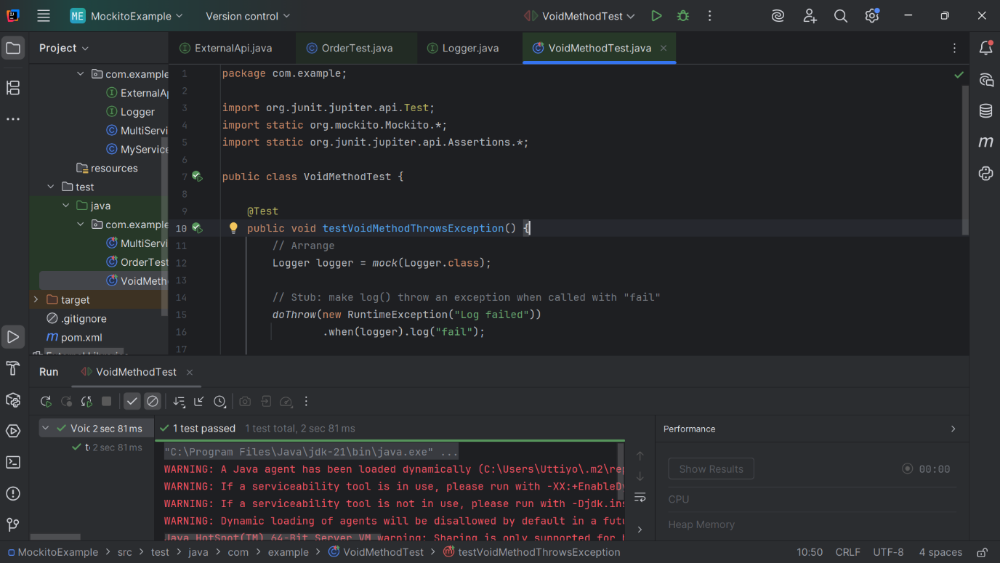 ME MockitoExample Version control VoidMethodTest
Project
ExternalApi.java OrderTest.java Logger.java VoidMethodTest.java
com.example
ExternalAp
Logger
MultiServi
MyService
resources
test
java
com.example
MultiServi
OrderTest
VoidMeth
target
.gitignore
pom.xml
1 package com.example;
2
3 import org.junit.jupiter.api.Test;
4 import static org.mockito.Mockito.*;
5 import static org.junit.jupiter.api.Assertions.*;
6
7 public class VoidMethodTest {
8
9 @Test
10 public void testVoidMethodThrowsException() {
11 // Arrange
12 Logger logger = mock(Logger.class);
13
14 // Stub: make log() throw an exception when called with "fail"
15 doThrow(new RuntimeException("Log failed"))
16 .when(logger).log("fail");
17
Run VoidMethodTest
Voic 2 sec 81 ms
t 2 sec 81 ms
1 test passed 1 test total, 2 sec 81 ms
"C:\Program Files\Java\jdk-21\bin\java.exe" ...
WARNING: A Java agent has been loaded dynamically (C:\Users\Uttiyo\.m2\rep
WARNING: If a serviceability tool is in use, please run with -XX:+EnableDy
WARNING: If a serviceability tool is not in use, please run with -Djdk.ins
WARNING: Dynamic loading of agents will be disallowed by default in a futu
Java HotSpot(TM) 64-Bit Server VM warning: Sharing is only supported for
Performance
Show Results 00:00
CPU
Heap Memory
MockitoExample > src > test > java > com > example > VoidMethodTest > testVoidMethodThrowsException 10:50 CRLF UTF-8 4 spaces